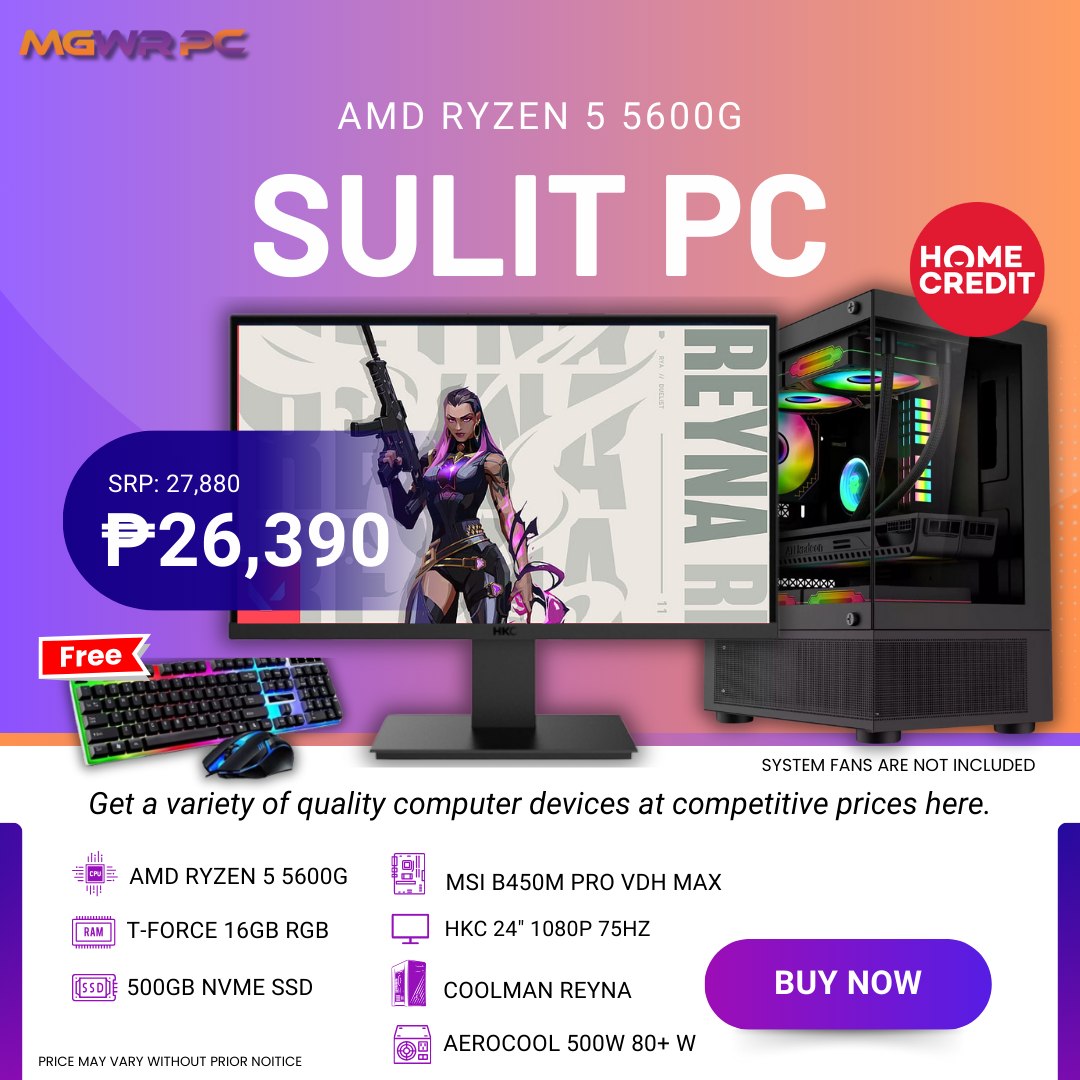 MGWR PC
AMD RYZEN 5 5600G
SULIT PC
HOME
CREDIT
REYNA
SRP: 27,880
₱26,390
HKC
Free
SYSTEM FANS ARE NOT INCLUDED
Get a variety of quality computer devices at competitive prices here.
CPU
AMD RYZEN 5 5600G
RAM
T-FORCE 16GB RGB
SSD
500GB NVME SSD
MSI B450M PRO VDH MAX
HKC 24" 1080P 75HZ
COOLMAN REYNA
AEROCOOL 500W 80+ W
BUY NOW
PRICE MAY VARY WITHOUT PRIOR NOITICE